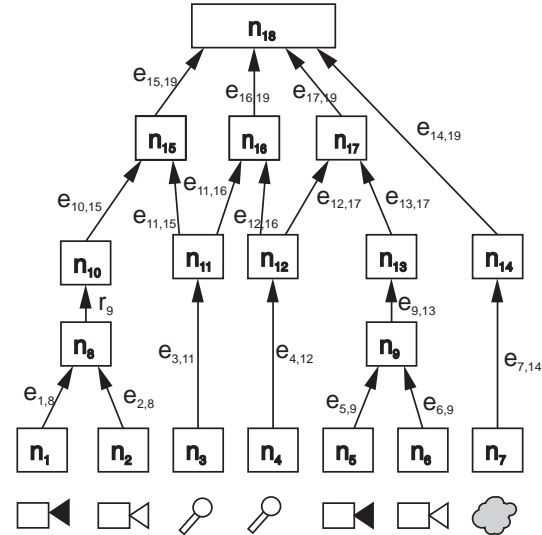 n18
e15,19
e16,19
e17,19
e14,19
n15
n16
n17
e10,15
e11,15
e11,16
e12,16
e12,17
e13,17
n10
n11
n12
n13
n14
r9
e9,13
n8
n9
e3,11
e4,12
e7,14
e1,8
e2,8
e5,9
e6,9
n1
n2
n3
n4
n5
n6
n7